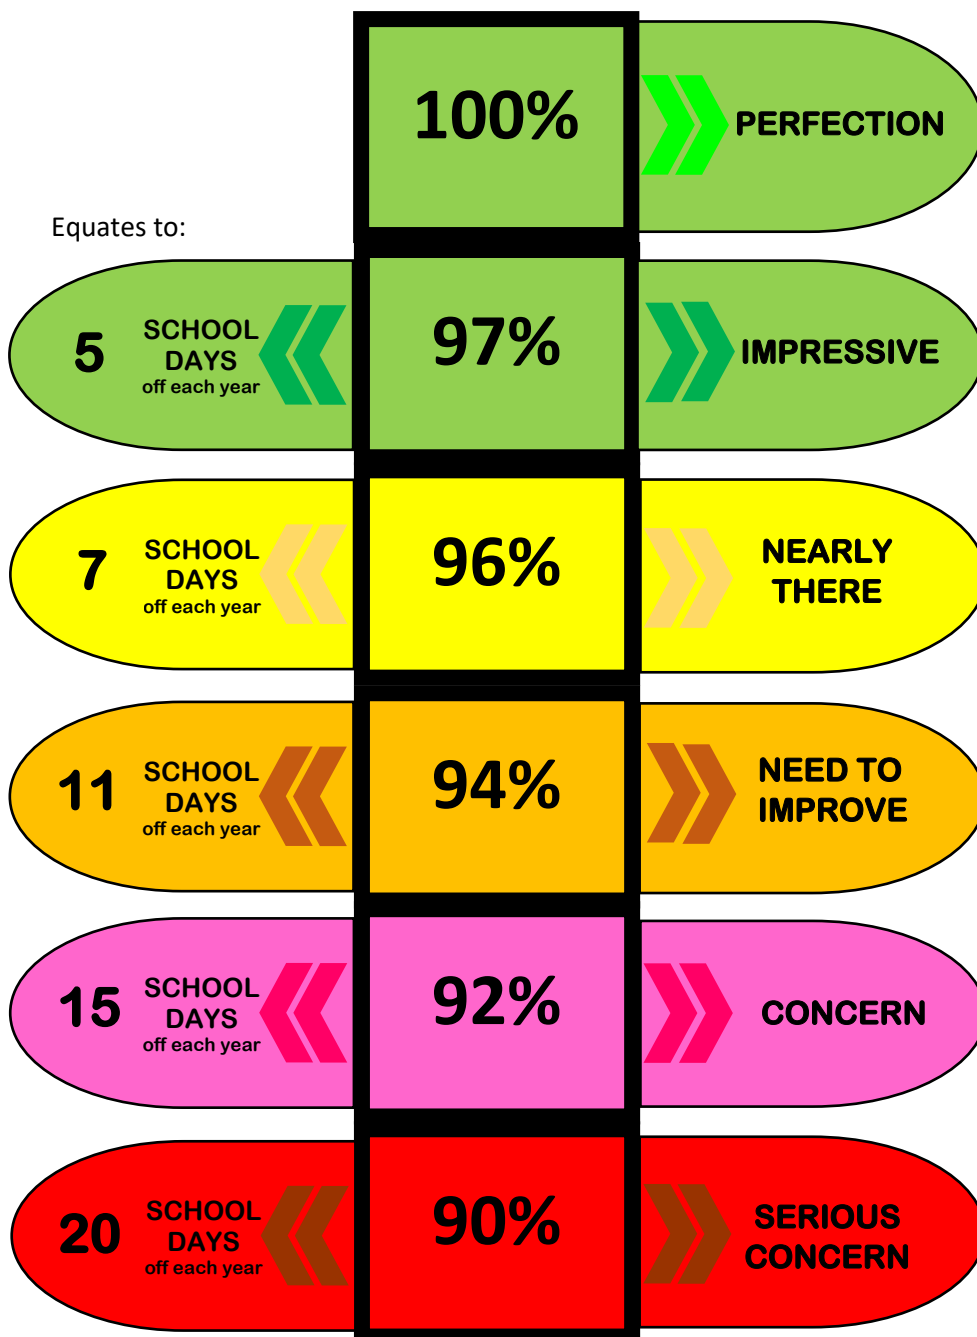 100%
PERFECTION
Equates to:
5
SCHOOL
DAYS
off each year
97%
IMPRESSIVE
7
SCHOOL
DAYS
off each year
96%
NEARLY
THERE
11
SCHOOL
DAYS
off each year
94%
NEED TO
IMPROVE
15
SCHOOL
DAYS
off each year
92%
CONCERN
20
SCHOOL
DAYS
off each year
90%
SERIOUS
CONCERN